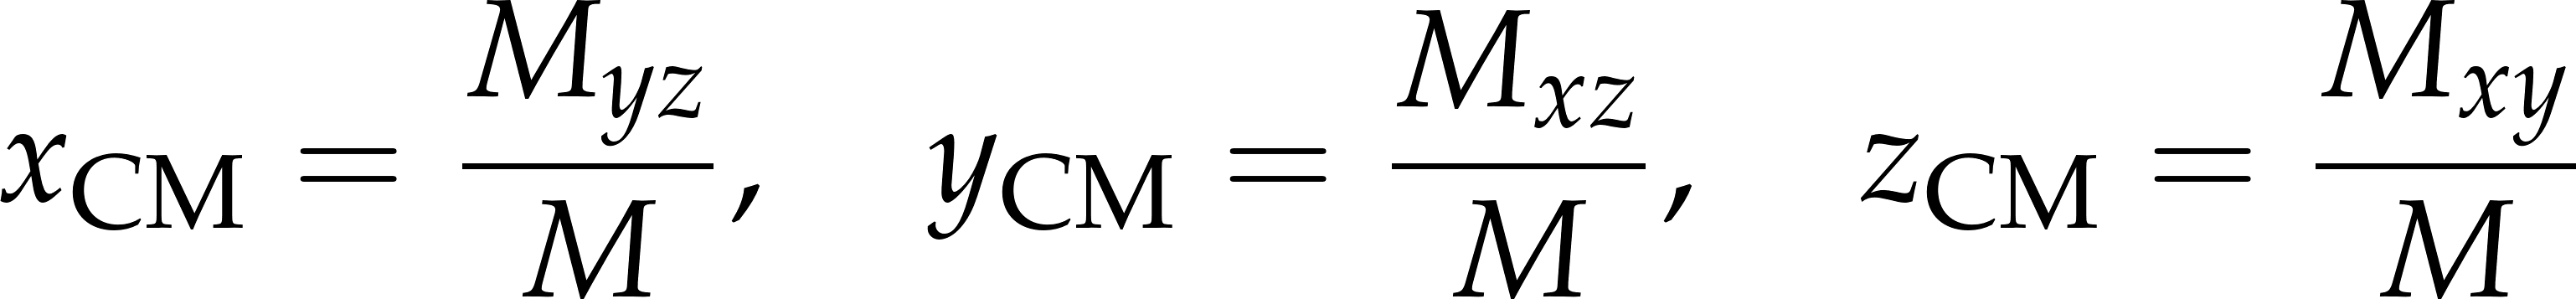 x_CM = M_yz / M ,   y_CM = M_xz / M ,   z_CM = M_xy / M